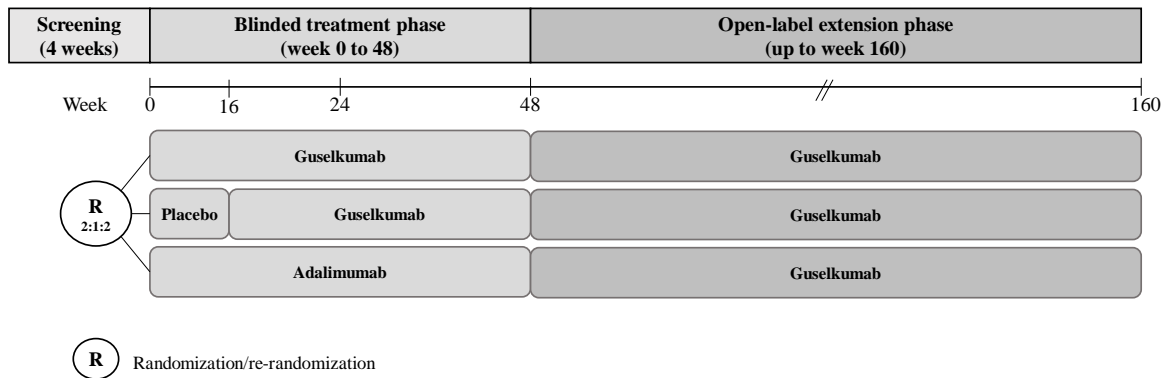 Screening
(4 weeks)
Blinded treatment phase
(week 0 to 48)
Open-label extension phase
(up to week 160)
Week 0 16 24 48 160
Guselkumab Guselkumab
R
2:1:2
Placebo Guselkumab Guselkumab
Adalimumab Guselkumab
R Randomization/re-randomization